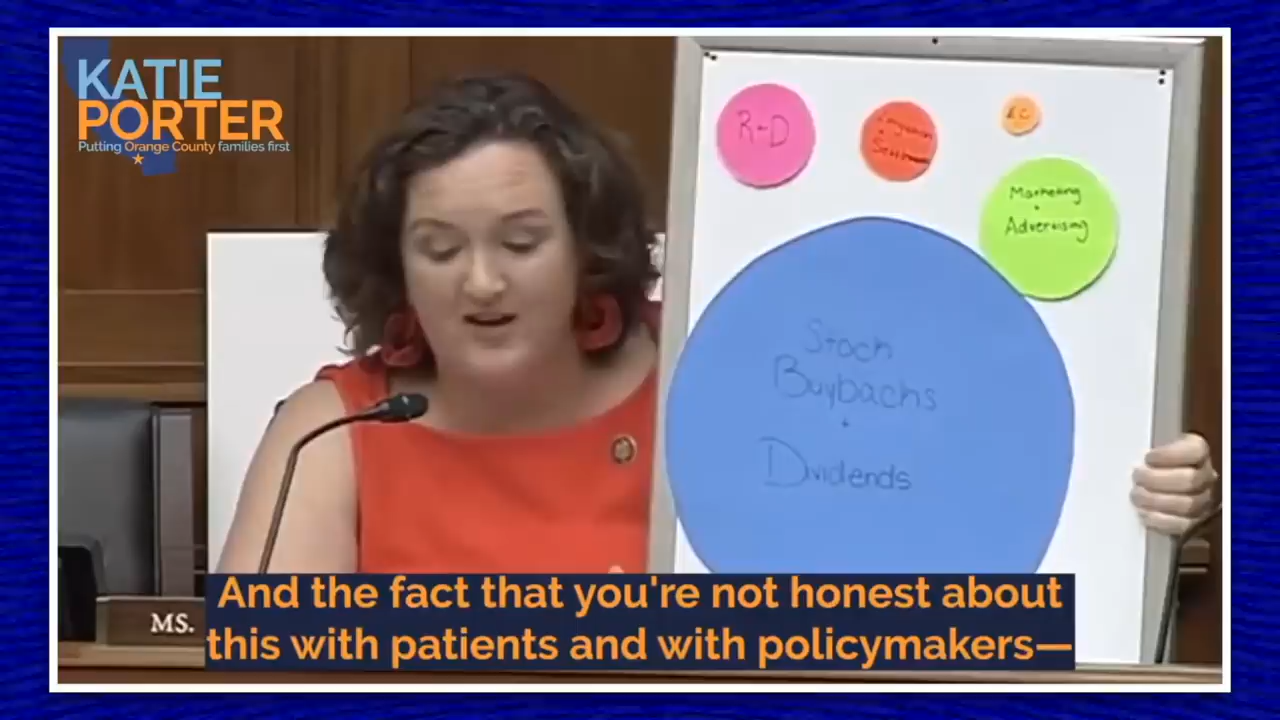 KATIE
PORTER
Putting Orange County families first
R+D
Marketing
+
Advertising
Stock
Buybacks
+
Dividends
MS.
And the fact that you're not honest about
this with patients and with policymakers—